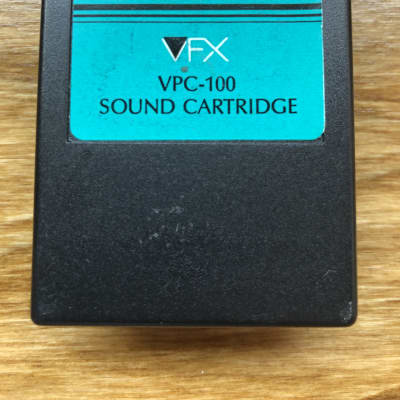 VFX
VPC-100
SOUND CARTRIDGE